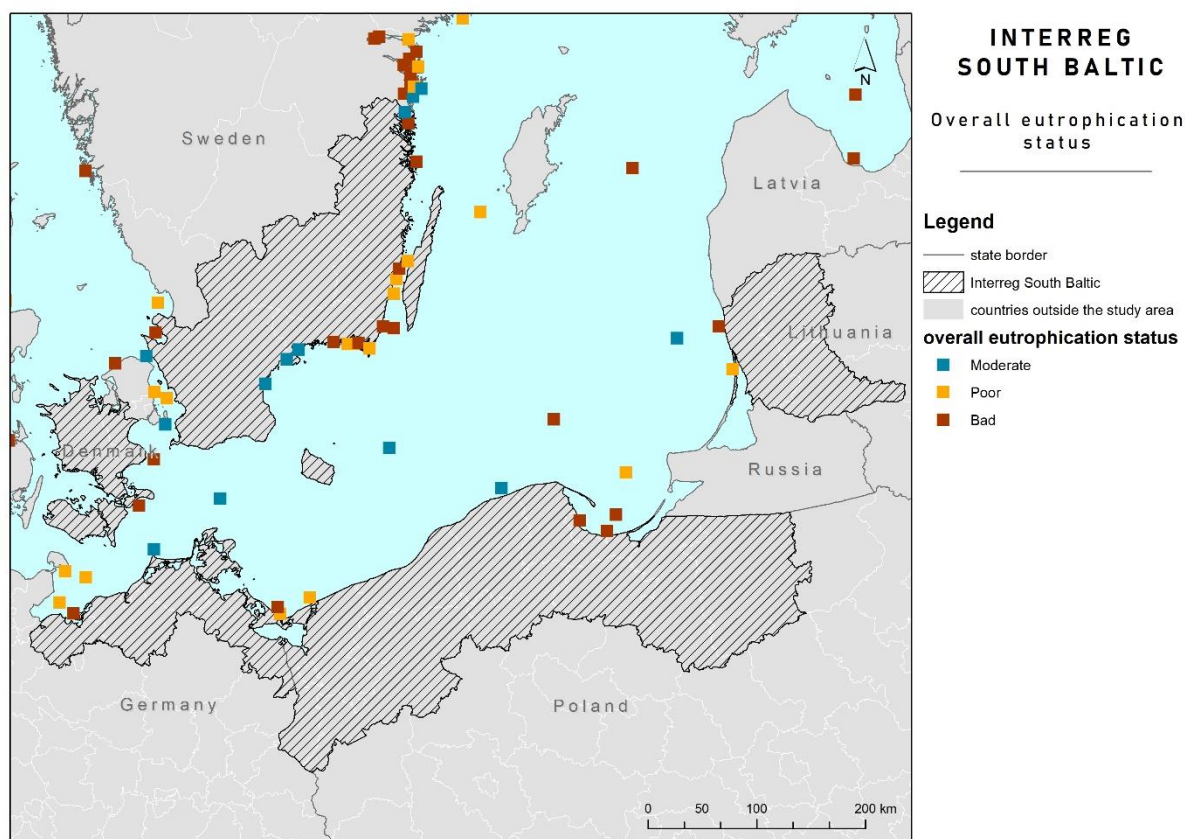 INTERREG
SOUTH BALTIC
Overall eutrophication
status
N
Sweden
Latvia
Lithuania
Denmark
Russia
Germany
Poland
Legend
state border
Interreg South Baltic
countries outside the study area
overall eutrophication status
Moderate
Poor
Bad
0 50 100 200 km